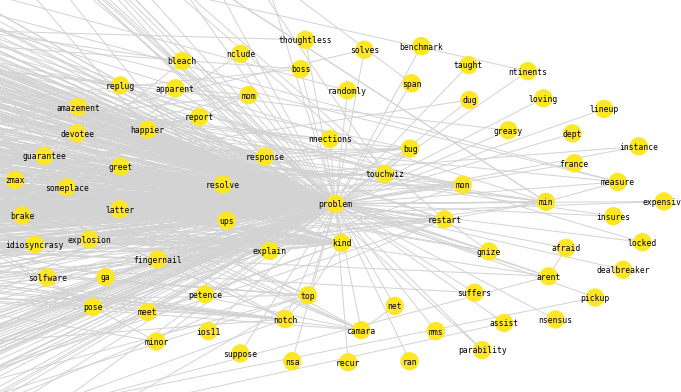 thoughtless
nclude
solves
benchmark
bleach
boss
taught
ntinents
replug
apparent
mom
randomly
span
dug
loving
lineup
amazement
report
happier
devotee
nnections
bug
greasy
dept
instance
guarantee
greet
response
touchwiz
france
zmax
someplace
resolve
mon
measure
brake
latter
ups
problem
restart
min
insures
expensiv
idiosyncrasy
explosion
fingernail
explain
kind
gnize
afraid
locked
solfware
ga
petence
top
suffers
arent
dealbreaker
pose
meet
notch
net
pickup
minor
ios11
camara
mms
assist
nsensus
suppose
nsa
recur
ran
parability